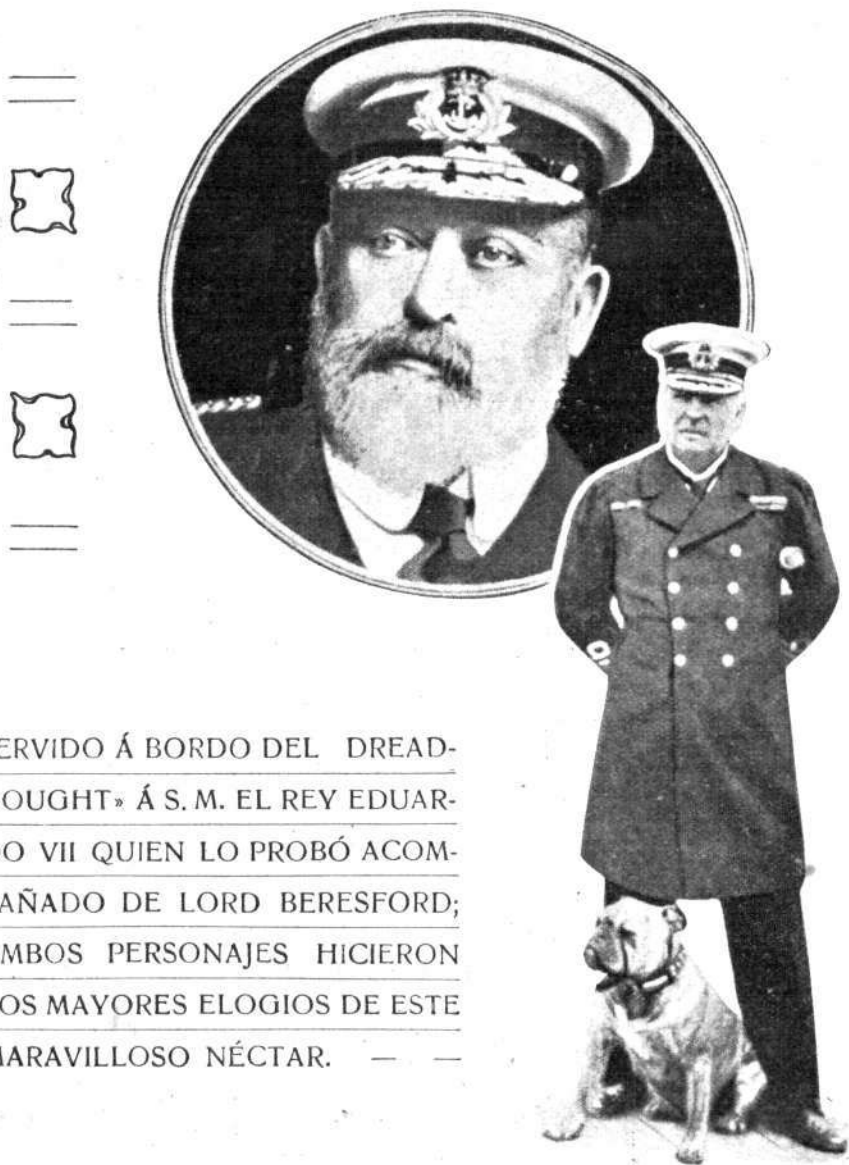 ERVIDO Á BORDO DEL DREAD-
OUGHT» Á S. M. EL REY EDUAR-
DO VII QUIEN LO PROBÓ ACOM-
AÑADO DE LORD BERESFORD;
MBOS PERSONAJES HICIERON
OS MAYORES ELOGIOS DE ESTE
MARAVILLOSO NÉCTAR. — —